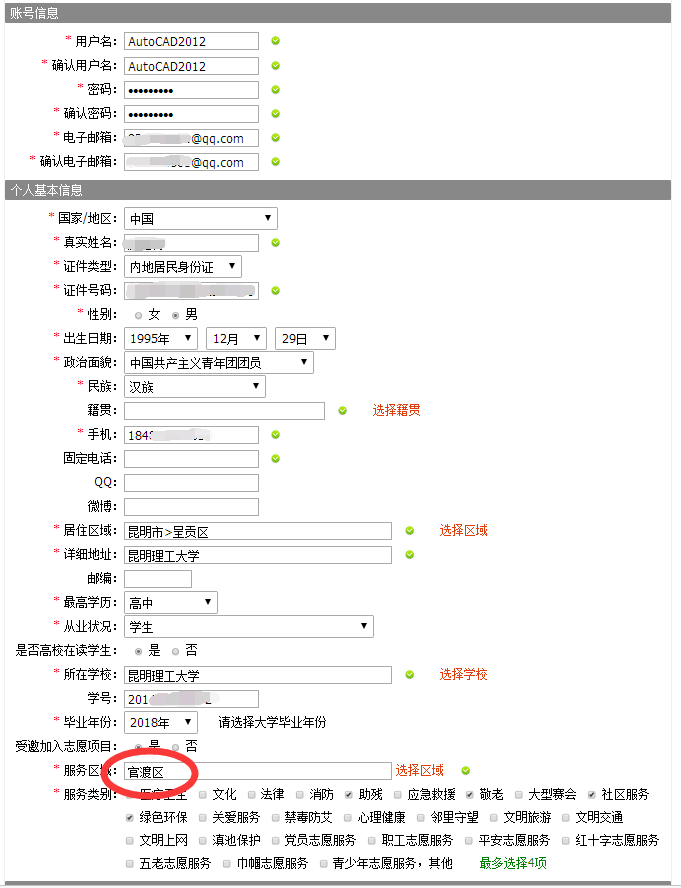 账号信息
* 用户名: AutoCAD2012
* 确认用户名: AutoCAD2012
* 密码: •••••••••
* 确认密码: •••••••••
* 电子邮箱: @qq.com
* 确认电子邮箱: @qq.com
个人基本信息
* 国家/地区: 中国
* 真实姓名:
* 证件类型: 内地居民身份证
* 证件号码:
* 性别: 女 男
* 出生日期: 1995年 12月 29日
* 政治面貌: 中国共产主义青年团团员
* 民族: 汉族
籍贯: 选择籍贯
* 手机:
固定电话:
QQ:
微博:
* 居住区域: 昆明市>呈贡区 选择区域
* 详细地址: 昆明理工大学
邮编:
* 最高学历: 高中
* 从业状况: 学生
是否高校在读学生: 是 否
* 所在学校: 昆明理工大学 选择学校
学号:
* 毕业年份: 2018年 请选择大学毕业年份
受邀加入志愿项目: 是 否
* 服务区域: 官渡区 选择区域
* 服务类别: 医疗卫生 文化 法律 消防 助残 应急救援 敬老 大型赛会 社区服务
绿色环保 关爱服务 禁毒防艾 心理健康 邻里守望 文明旅游 文明交通
文明上网 滇池保护 党员志愿服务 职工志愿服务 平安志愿服务 红十字志愿服务
五老志愿服务 巾帼志愿服务 青少年志愿服务，其他 最多选择4项